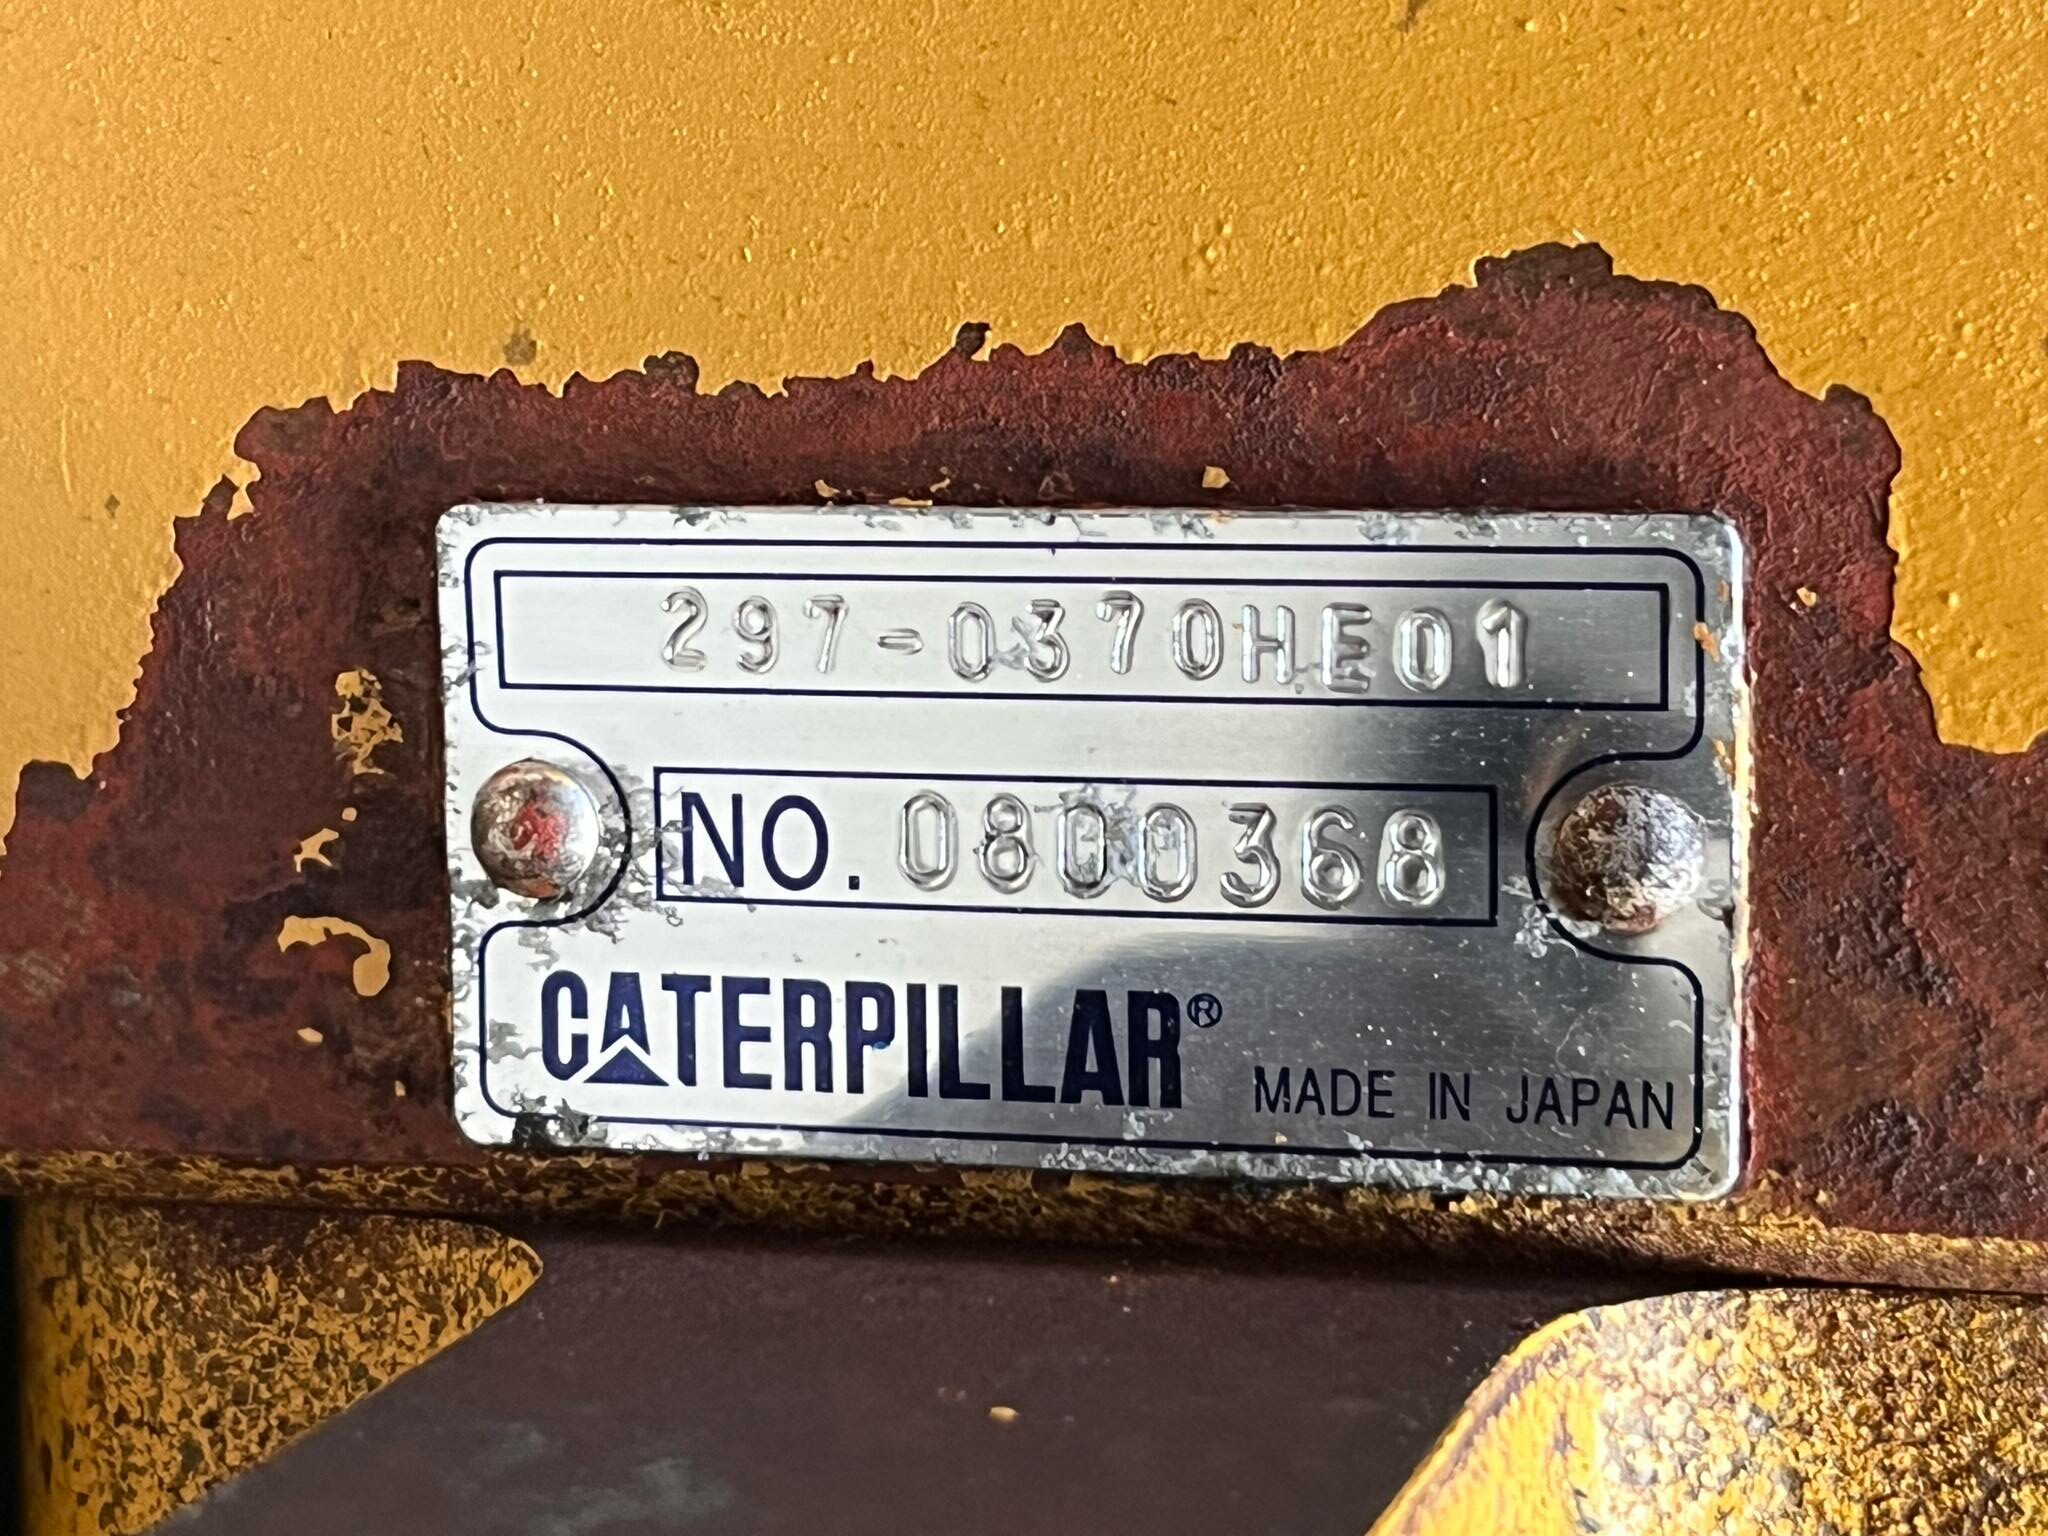 297-0370HE01
NO. 0800368
CATERPILLAR® MADE IN JAPAN